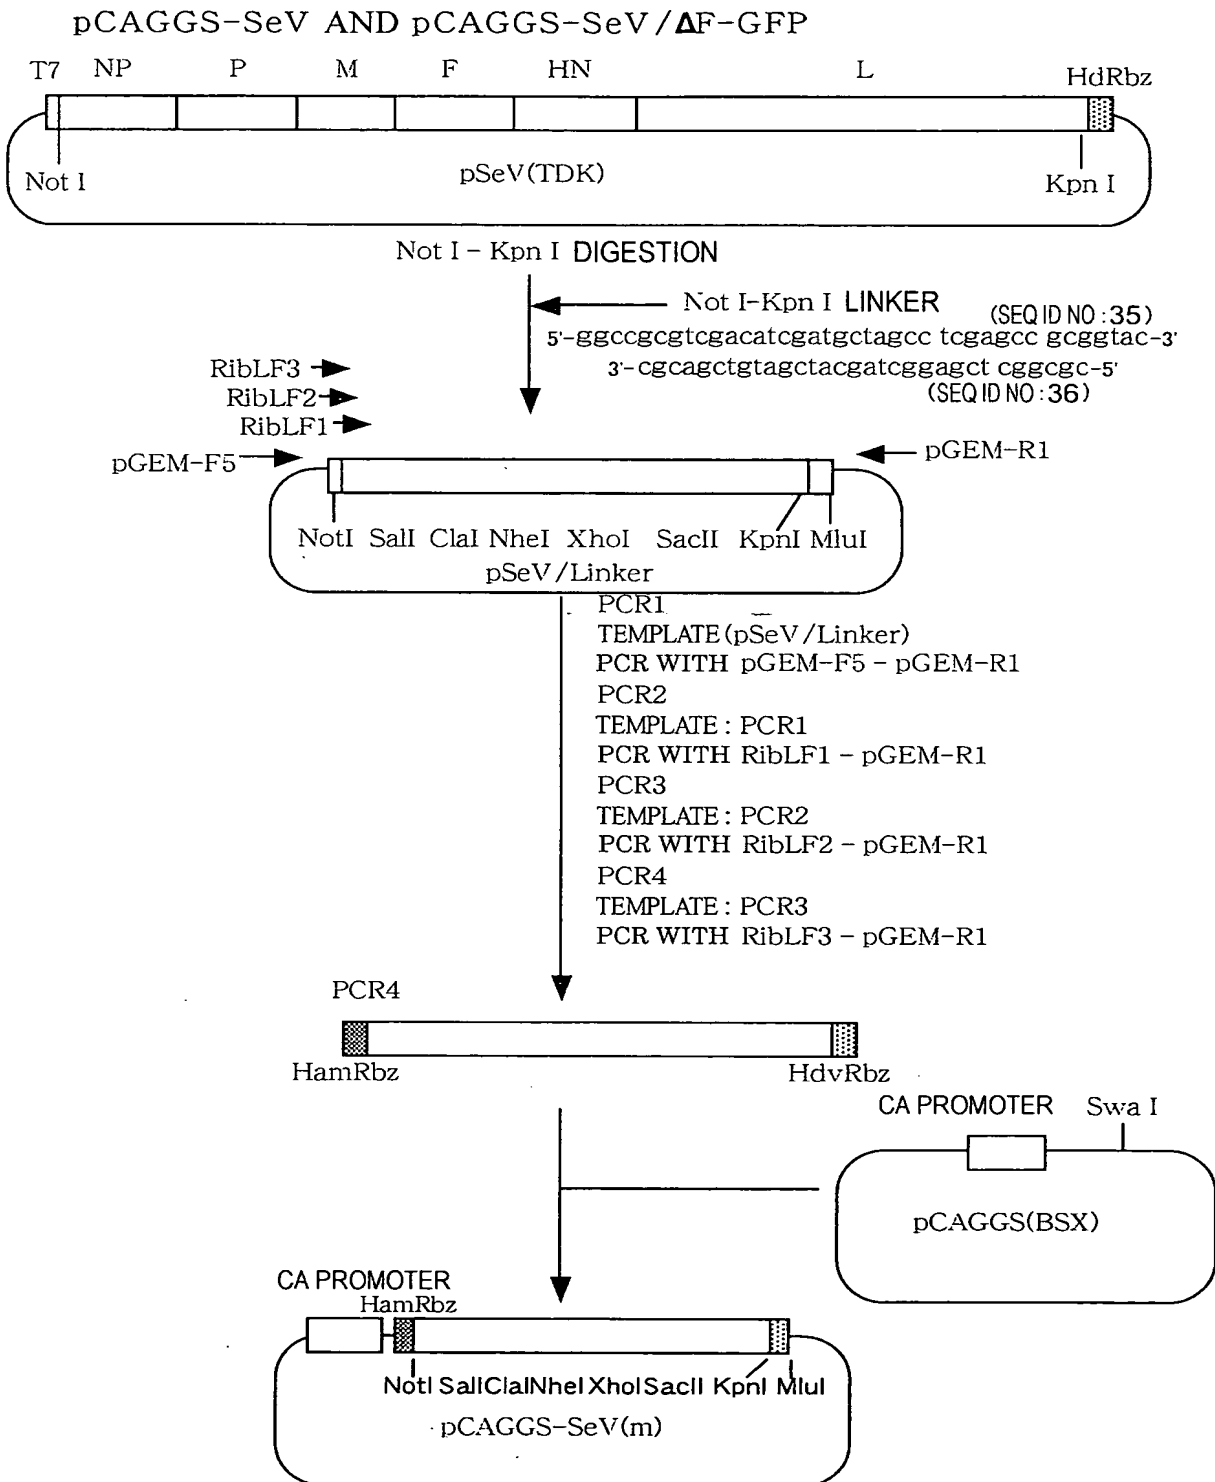 pCAGGS-SeV AND pCAGGS-SeV/ΔF-GFP
T7 NP P M F HN L HdRbz
Not I pSeV(TDK) Kpn I
Not I - Kpn I DIGESTION
Not I-Kpn I LINKER (SEQ ID NO : 35)
5'-ggccgcgtcgacatcgatgctagcc tcgagcc gcggtac-3'
3'-cgcagctgtagctacgatcggagct cggcgc-5'
(SEQ ID NO : 36)
RibLF3
RibLF2
RibLF1
pGEM-F5 pGEM-R1
NotI SalI ClaI NheI XhoI SacII KpnI MluI
pSeV/Linker
PCR1
TEMPLATE (pSeV/Linker)
PCR WITH pGEM-F5 - pGEM-R1
PCR2
TEMPLATE : PCR1
PCR WITH RibLF1 - pGEM-R1
PCR3
TEMPLATE : PCR2
PCR WITH RibLF2 - pGEM-R1
PCR4
TEMPLATE : PCR3
PCR WITH RibLF3 - pGEM-R1
PCR4
HamRbz HdvRbz
CA PROMOTER Swa I
pCAGGS(BSX)
CA PROMOTER
HamRbz
NotI SalI ClaI NheI XhoI SacII KpnI MluI
pCAGGS-SeV(m)